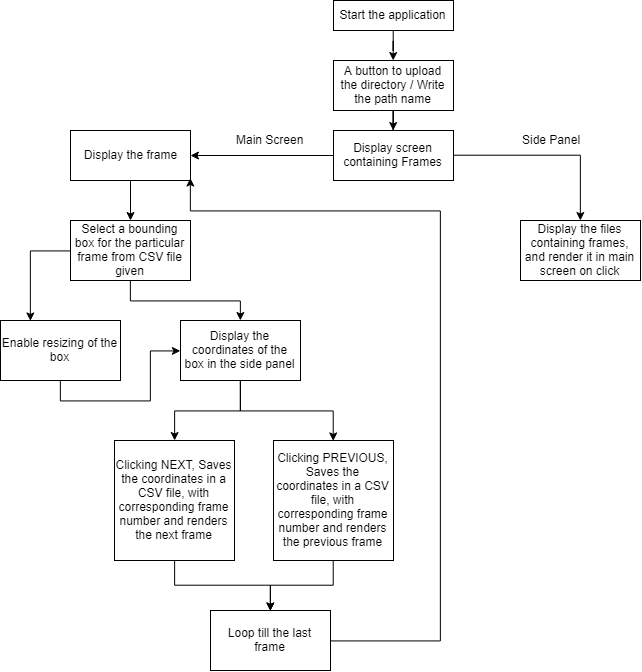 Start the application
A button to upload
the directory / Write
the path name
Main Screen
Side Panel
Display the frame
Display screen
containing Frames
Select a bounding
box for the particular
frame from CSV file
given
Display the files
containing frames,
and render it in main
screen on click
Enable resizing of the
box
Display the
coordinates of the
box in the side panel
Clicking NEXT, Saves
the coordinates in a
CSV file, with
corresponding frame
number and renders
the next frame
Clicking PREVIOUS,
Saves the
coordinates in a CSV
file, with
corresponding frame
number and renders
the previous frame
Loop till the last
frame